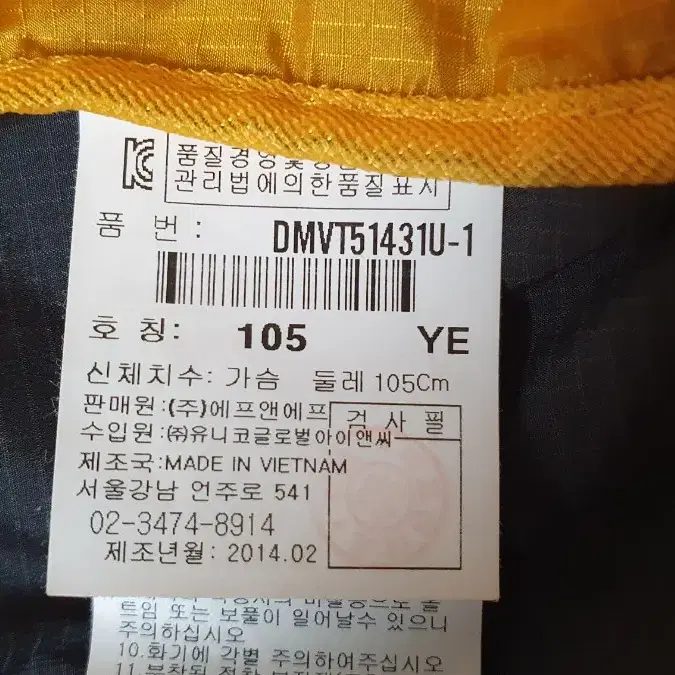 품질경영및
관리법에의한품질표시
품 번 : DMVT51431U-1
호 칭: 105 YE
신체치수: 가슴 둘레 105Cm
판매원:(주)에프앤에프
검 사 필
수입원:㈜유니코글로벌아이앤씨
제조국:MADE IN VIETNAM
서울강남 언주로 541
02-3474-8914
제조년월: 2014.02
트임 또는 보풀이 일어날수 있으니
주의하십시오
10.화기에 각별 주의하여주십시오